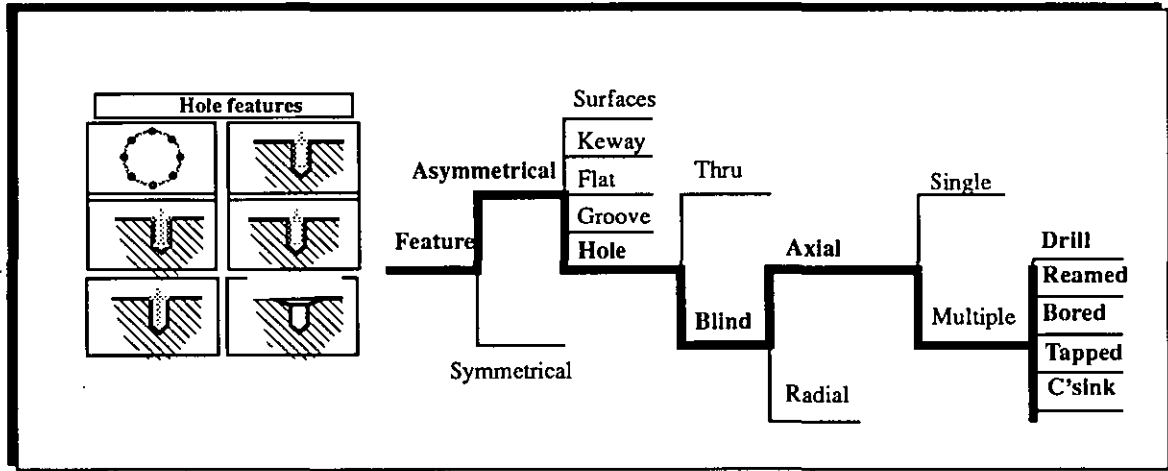 Hole features
Surfaces
Keway
Asymmetrical
Flat
Thru
Single
Groove
Feature
Hole
Axial
Drill
Reamed
Blind
Multiple
Bored
Tapped
Symmetrical
C'sink
Radial